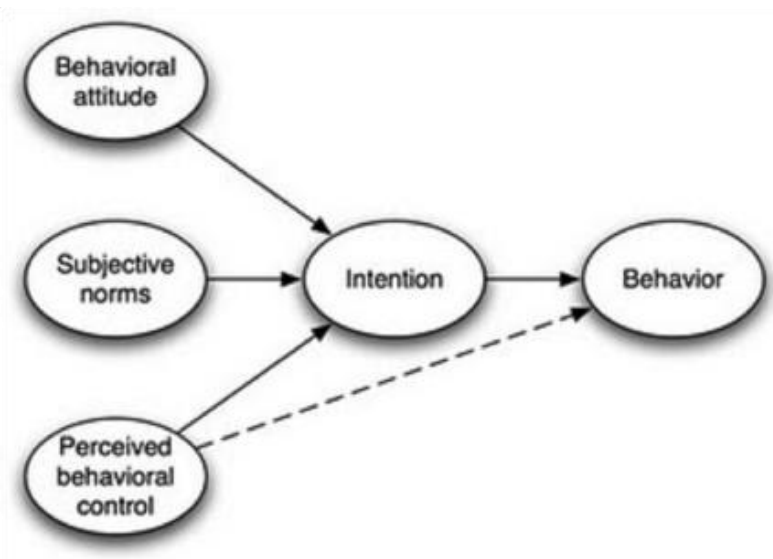 Behavioral
attitude
Subjective
norms
Intention
Behavior
Perceived
behavioral
control